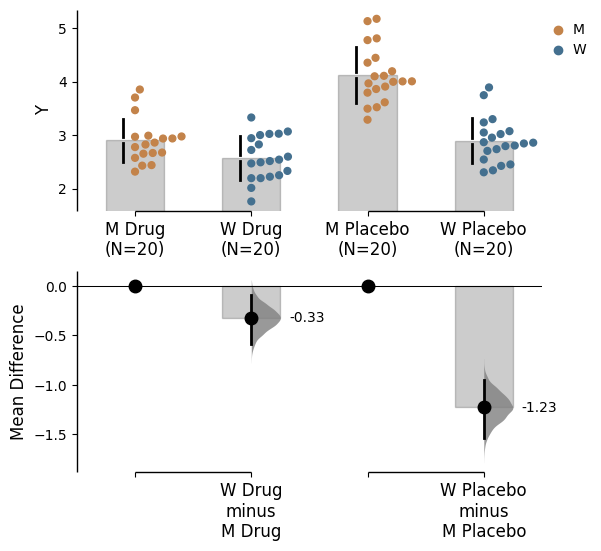 5
4
3
2
Y
M
W
M Drug
(N=20)
W Drug
(N=20)
M Placebo
(N=20)
W Placebo
(N=20)
0.0
−0.5
−1.0
−1.5
Mean Difference
-0.33
-1.23
W Drug
minus
M Drug
W Placebo
minus
M Placebo